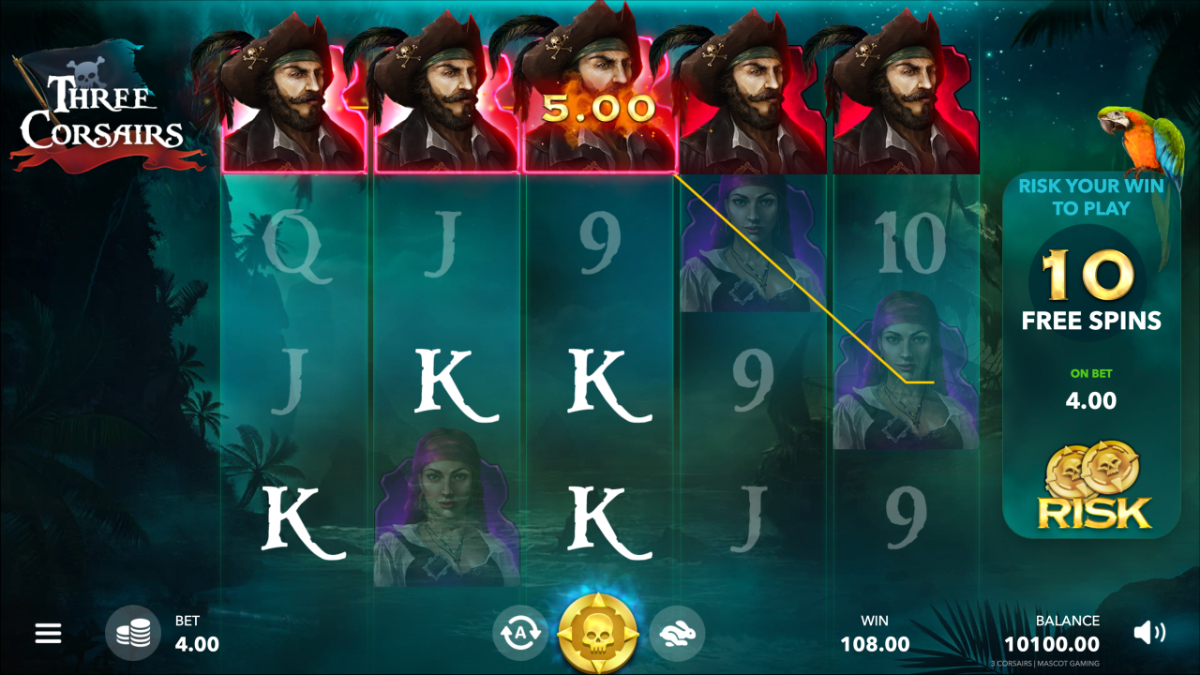 THREE
CORSAIRS
5.00
RISK YOUR WIN
TO PLAY
10
FREE SPINS
ON BET
4.00
RISK
Q J 9 10
J K K 9
K K J 9
BET
4.00
A
WIN
108.00
BALANCE
10100.00
3 CORSAIRS | MASCOT GAMING